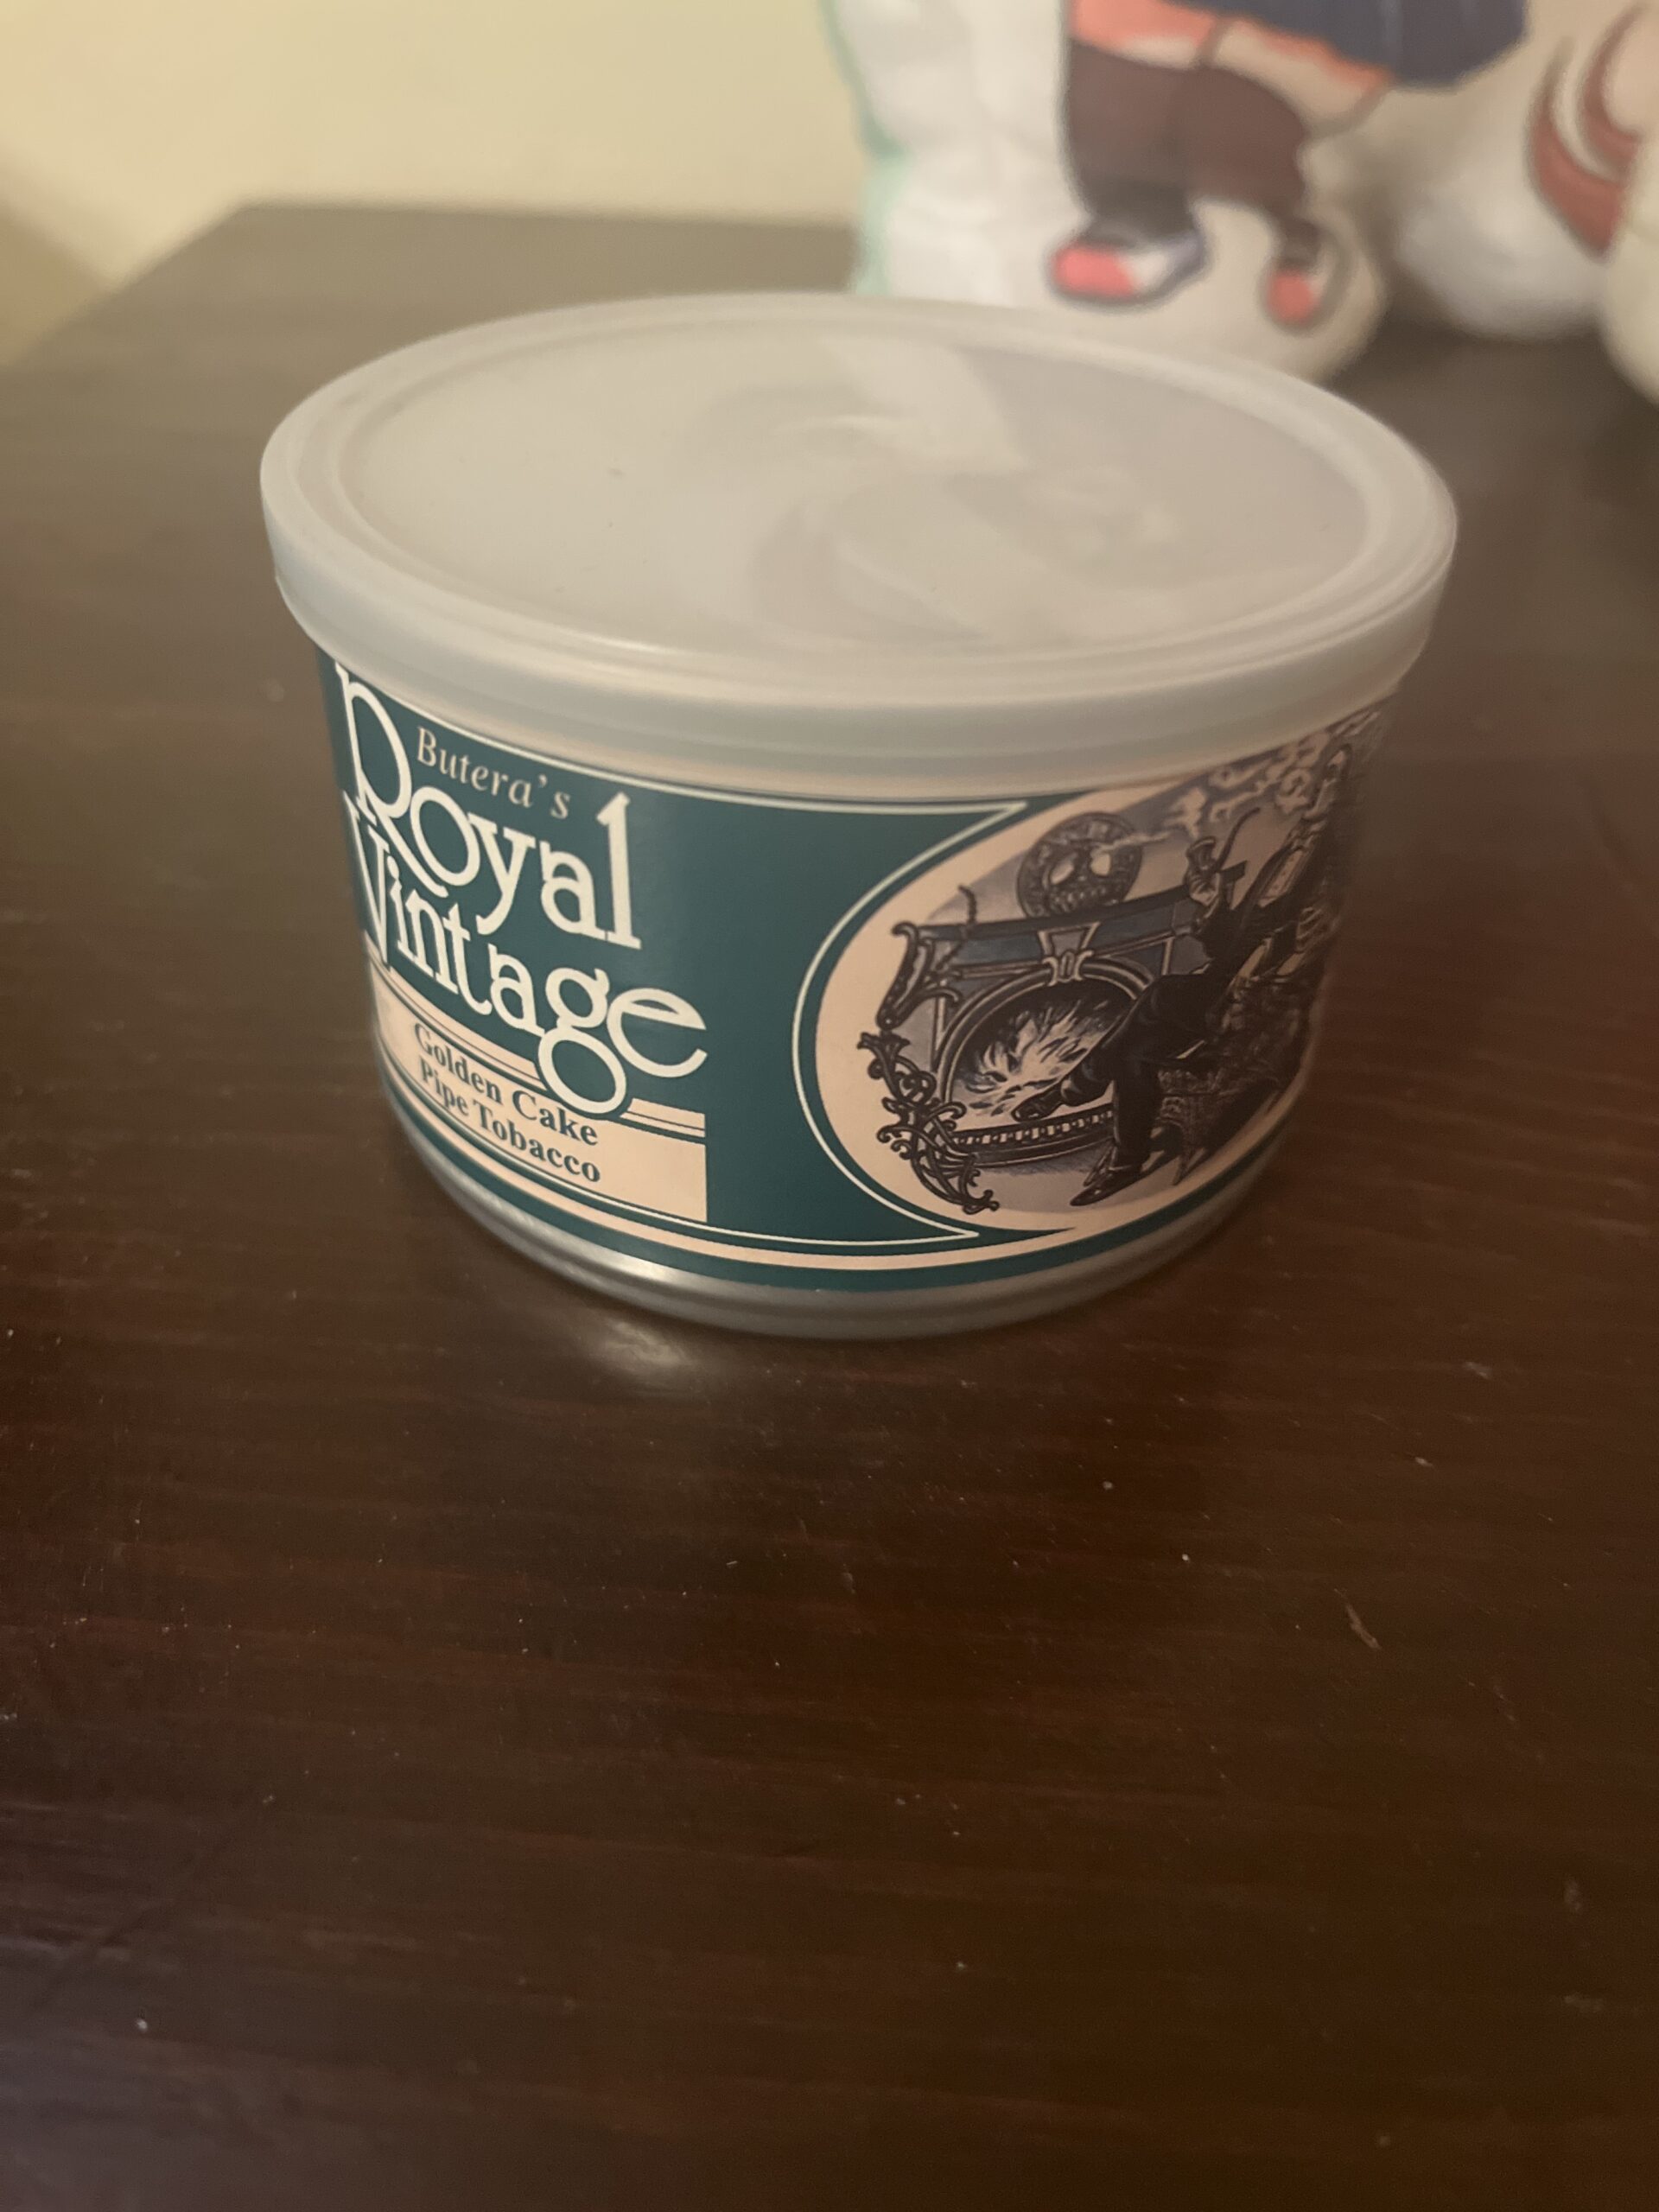 Butera's
Royal
Vintage
Golden Cake
Pipe Tobacco